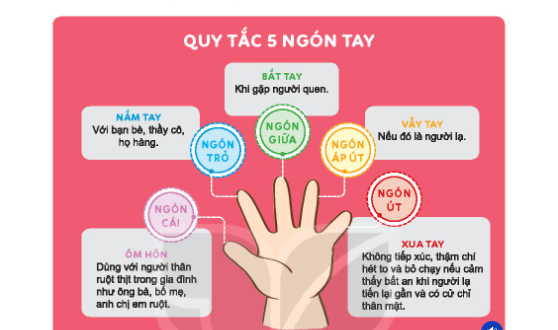 QUY TẮC 5 NGÓN TAY
BẮT TAY
Khi gặp người quen.
NẮM TAY
Với bạn bè, thầy cô,
họ hàng.
VẪY TAY
Nếu đó là người lạ.
NGÓN
TRỎ
NGÓN
GIỮA
NGÓN
ÁP ÚT
NGÓN
CÁI
NGÓN
ÚT
ÔM HÔN
Dùng với người thân
ruột thịt trong gia đình
như ông bà, bố mẹ,
anh chị em ruột.
XUA TAY
Không tiếp xúc, thậm chí
hét to và bỏ chạy nếu cảm
thấy bất an khi người lạ
tiến lại gần và có cử chỉ
thân mật.